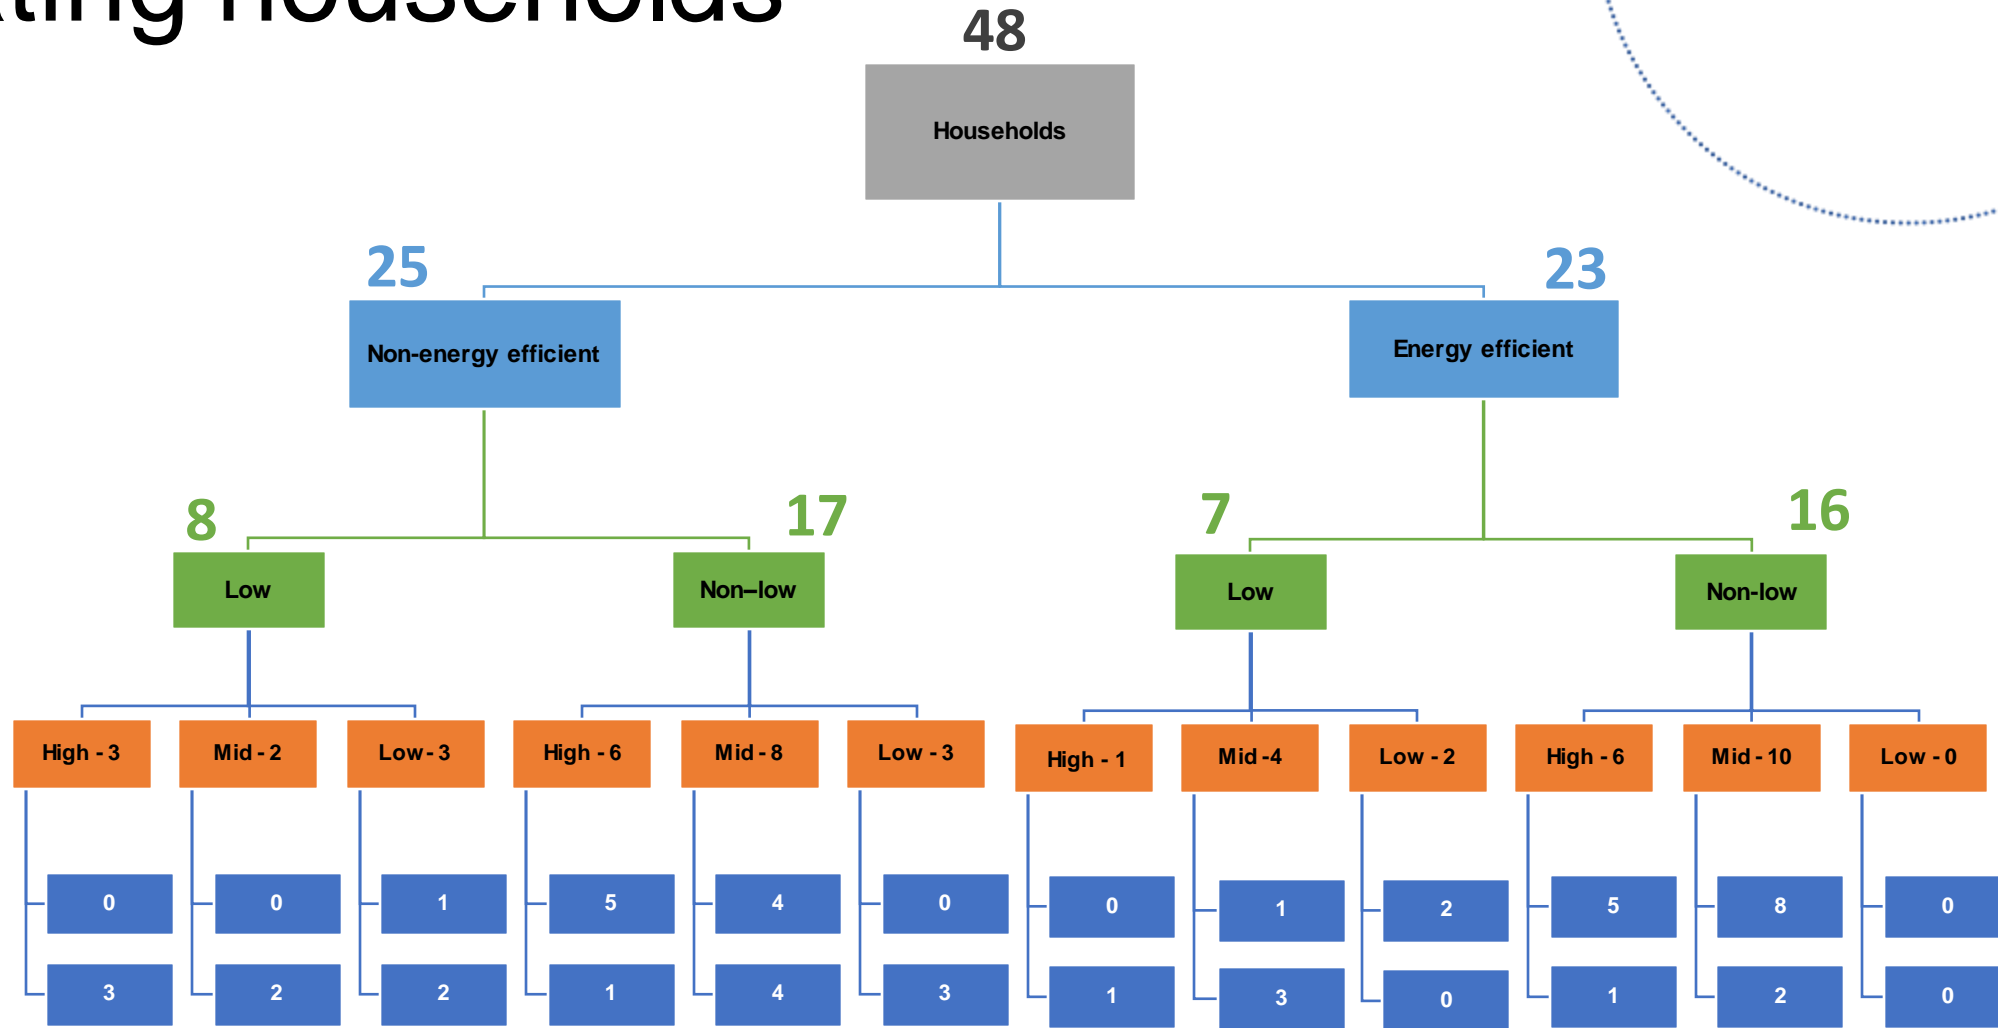 ting households
48
Households
25
23
Non-energy efficient
Energy efficient
8
17
7
16
Low
Non–low
Low
Non-low
High - 3
Mid - 2
Low - 3
High - 6
Mid - 8
Low - 3
High - 1
Mid -4
Low - 2
High - 6
Mid - 10
Low - 0
0
0
1
5
4
0
0
1
2
5
8
0
3
2
2
1
4
3
1
3
0
1
2
0